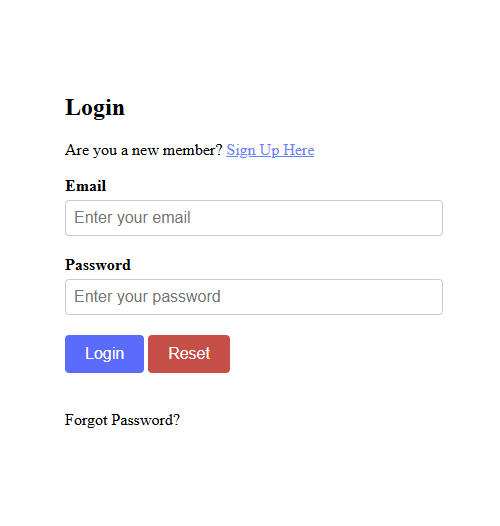 Login
Are you a new member? Sign Up Here
Email
Enter your email
Password
Enter your password
Login Reset
Forgot Password?